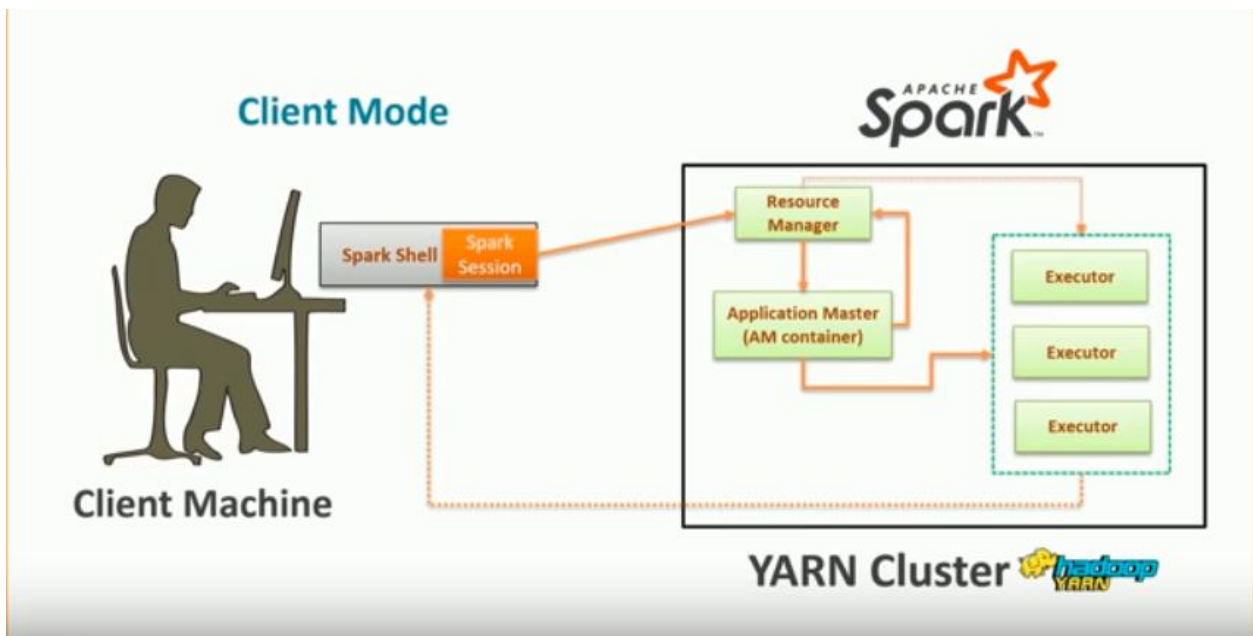 Client Mode
APACHE
Spark
TM
Resource
Manager
Spark Shell
Spark
Session
Application Master
(AM container)
Executor
Executor
Executor
Client Machine
YARN Cluster
hadoop
YARN